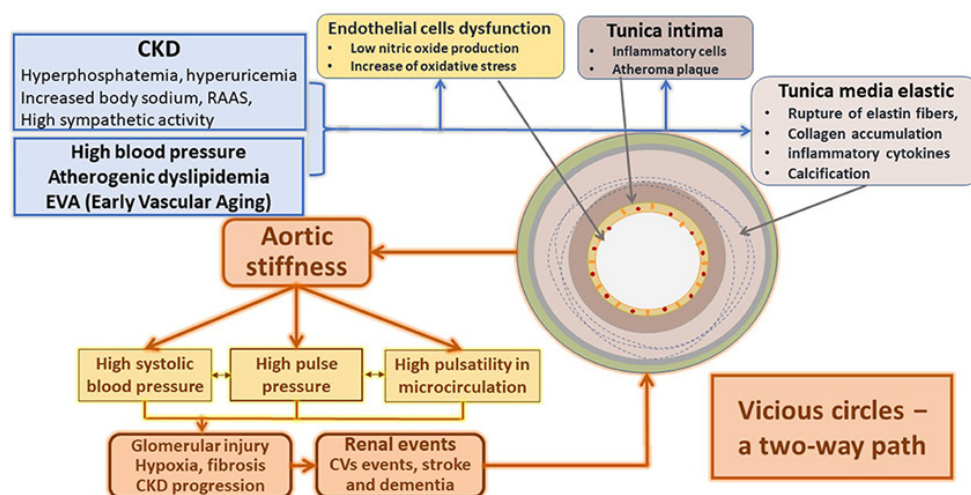 CKD
Hyperphosphatemia, hyperuricemia
Increased body sodium, RAAS,
High sympathetic activity
High blood pressure
Atherogenic dyslipidemia
EVA (Early Vascular Aging)
Endothelial cells dysfunction
• Low nitric oxide production
• Increase of oxidative stress
Tunica intima
• Inflammatory cells
• Atheroma plaque
Tunica media elastic
• Rupture of elastin fibers,
• Collagen accumulation
• inflammatory cytokines
• Calcification
Aortic
stiffness
High systolic
blood pressure
High pulse
pressure
High pulsatility in
microcirculation
Glomerular injury
Hypoxia, fibrosis
CKD progression
Renal events
CVs events, stroke
and dementia
Vicious circles –
a two-way path